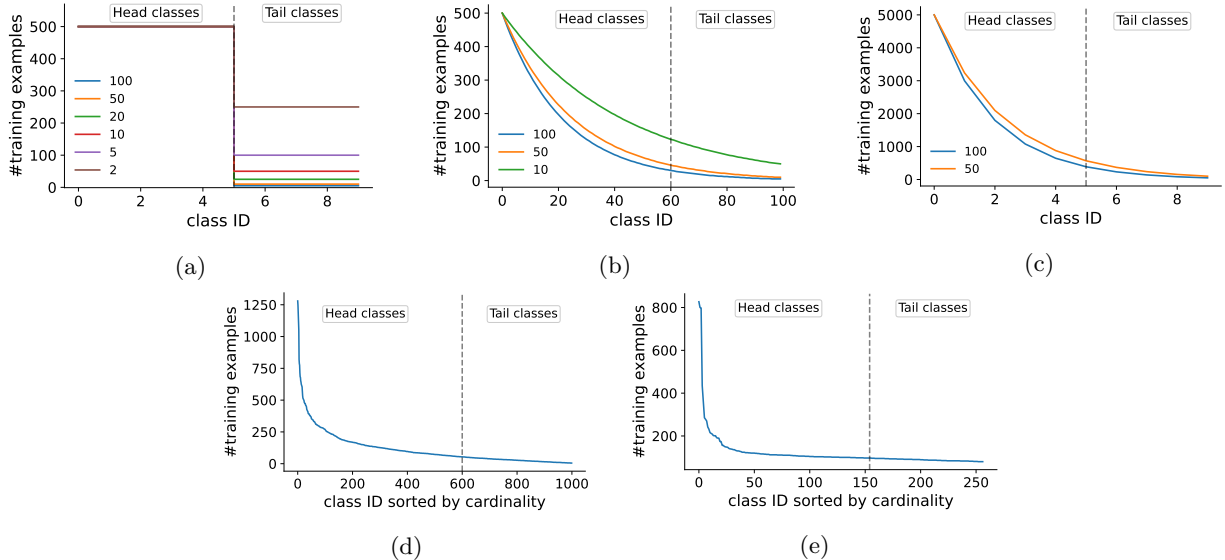 Head classes
Tail classes
500
400
300
200
100
0
#training examples
100
50
20
10
5
2
0 2 4 6 8
class ID
(a)
Head classes
Tail classes
500
400
300
200
100
0
#training examples
100
50
10
0 20 40 60 80 100
class ID
(b)
Head classes
Tail classes
5000
4000
3000
2000
1000
0
#training examples
100
50
0 2 4 6 8
class ID
(c)
Head classes
Tail classes
1250
1000
750
500
250
0
#training examples
0 200 400 600 800 1000
class ID sorted by cardinality
(d)
Head classes
Tail classes
800
600
400
200
#training examples
0 50 100 150 200 250
class ID sorted by cardinality
(e)